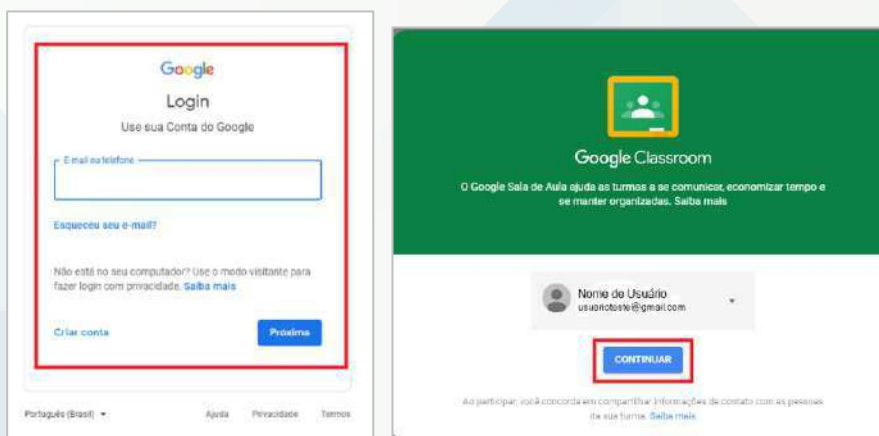 Google
Login
Use sua Conta do Google
E-mail ou telefone
Esqueceu seu e-mail?
Não está no seu computador? Use o modo visitante para
fazer login com privacidade. Saiba mais
Criar conta
Próxima
Português (Brasil)
Ajuda
Privacidade
Termos
Google Classroom
O Google Sala de Aula ajuda as turmas a se comunicar, economizar tempo e
se manter organizadas. Saiba mais
Nome de Usuário
usuarioteste@gmail.com
CONTINUAR
Ao participar, você concorda em compartilhar informações de contato com as pessoas
da sua turma. Saiba mais